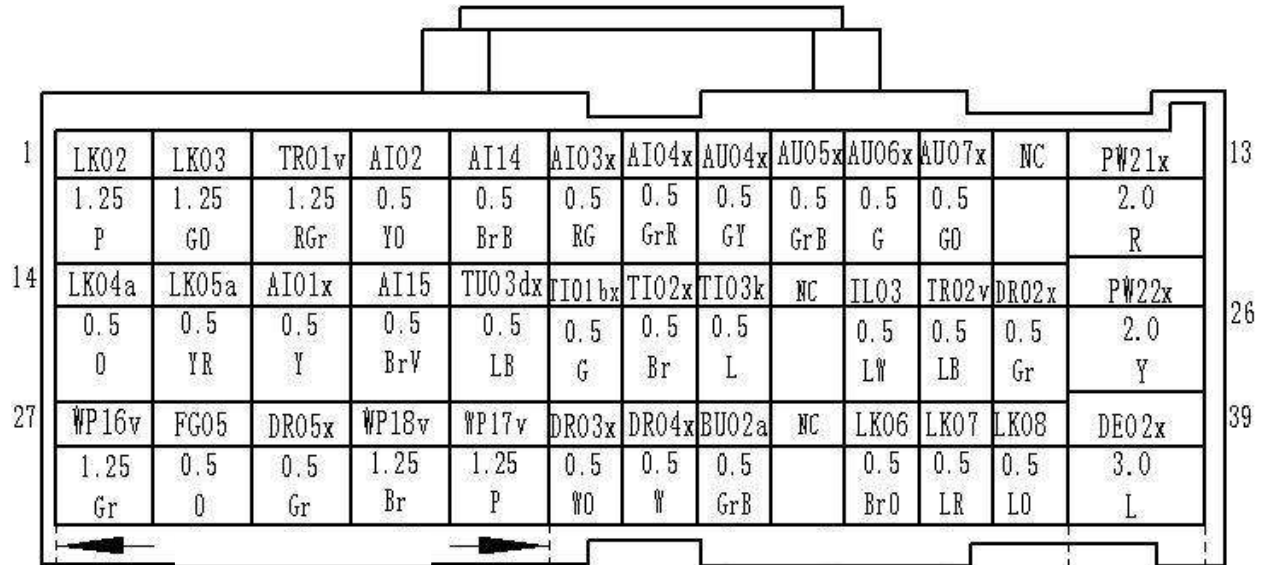 1 LK02 LK03 TR01v AI02 AI14 AI03x AI04x AU04x AU05x AU06x AU07x NC PW21x 13
1.25 1.25 1.25 0.5 0.5 0.5 0.5 0.5 0.5 0.5 0.5 2.0
P GO RGr YO BrB RG GrR GY GrB G GO R
14 LK04a LK05a AI01x AI15 TU03dx TI01bx TI02x TI03k NC IL03 TR02v DR02x PW22x 26
0.5 0.5 0.5 0.5 0.5 0.5 0.5 0.5 0.5 0.5 0.5 2.0
O YR Y BrV LB G Br L LW LB Gr Y
27 WP16v FG05 DR05x WP18v WP17v DR03x DR04x BU02a NC LK06 LK07 LK08 DE02x 39
1.25 0.5 0.5 1.25 1.25 0.5 0.5 0.5 0.5 0.5 0.5 3.0
Gr O Gr Br P WO W GrB BrO LR LO L